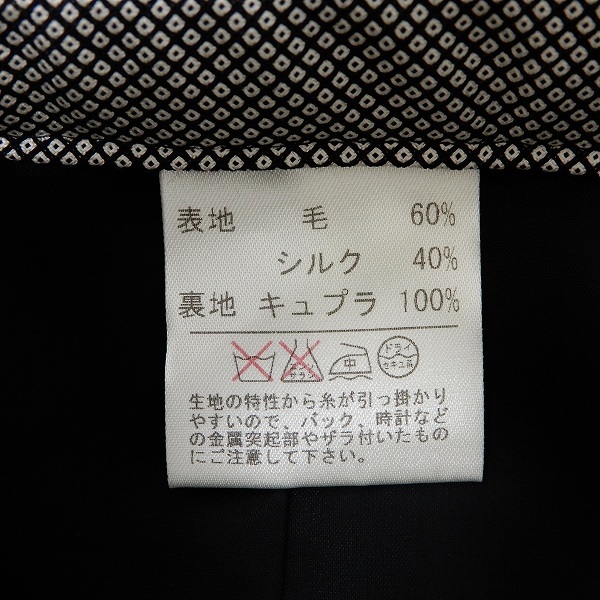 表地 毛 60%
シルク 40%
裏地 キュプラ 100%
中
ドライ
セキユ系
生地の特性から糸が引っ掛かり
やすいので、バック、時計など
の金属突起部やザラ付いたもの
にご注意して下さい。